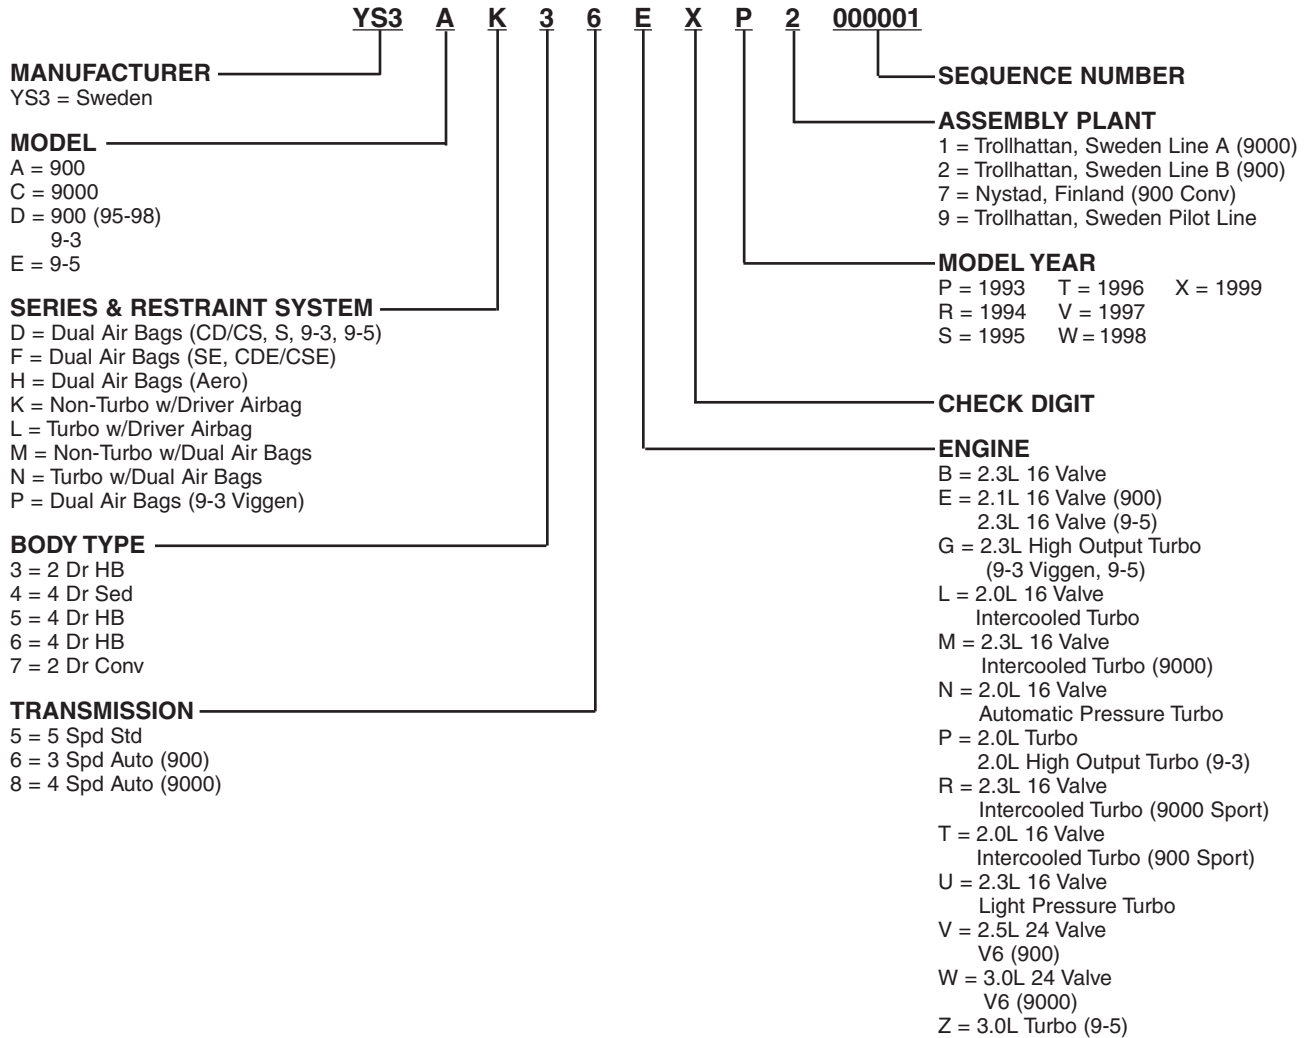 YS3 A K 3 6 E X P 2 000001
MANUFACTURER
YS3 = Sweden
MODEL
A = 900
C = 9000
D = 900 (95-98)
9-3
E = 9-5
SERIES & RESTRAINT SYSTEM
D = Dual Air Bags (CD/CS, S, 9-3, 9-5)
F = Dual Air Bags (SE, CDE/CSE)
H = Dual Air Bags (Aero)
K = Non-Turbo w/Driver Airbag
L = Turbo w/Driver Airbag
M = Non-Turbo w/Dual Air Bags
N = Turbo w/Dual Air Bags
P = Dual Air Bags (9-3 Viggen)
BODY TYPE
3 = 2 Dr HB
4 = 4 Dr Sed
5 = 4 Dr HB
6 = 4 Dr HB
7 = 2 Dr Conv
TRANSMISSION
5 = 5 Spd Std
6 = 3 Spd Auto (900)
8 = 4 Spd Auto (9000)
SEQUENCE NUMBER
ASSEMBLY PLANT
1 = Trollhattan, Sweden Line A (9000)
2 = Trollhattan, Sweden Line B (900)
7 = Nystad, Finland (900 Conv)
9 = Trollhattan, Sweden Pilot Line
MODEL YEAR
P = 1993 T = 1996 X = 1999
R = 1994 V = 1997
S = 1995 W = 1998
CHECK DIGIT
ENGINE
B = 2.3L 16 Valve
E = 2.1L 16 Valve (900)
2.3L 16 Valve (9-5)
G = 2.3L High Output Turbo
(9-3 Viggen, 9-5)
L = 2.0L 16 Valve
Intercooled Turbo
M = 2.3L 16 Valve
Intercooled Turbo (9000)
N = 2.0L 16 Valve
Automatic Pressure Turbo
P = 2.0L Turbo
2.0L High Output Turbo (9-3)
R = 2.3L 16 Valve
Intercooled Turbo (9000 Sport)
T = 2.0L 16 Valve
Intercooled Turbo (900 Sport)
U = 2.3L 16 Valve
Light Pressure Turbo
V = 2.5L 24 Valve
V6 (900)
W = 3.0L 24 Valve
V6 (9000)
Z = 3.0L Turbo (9-5)